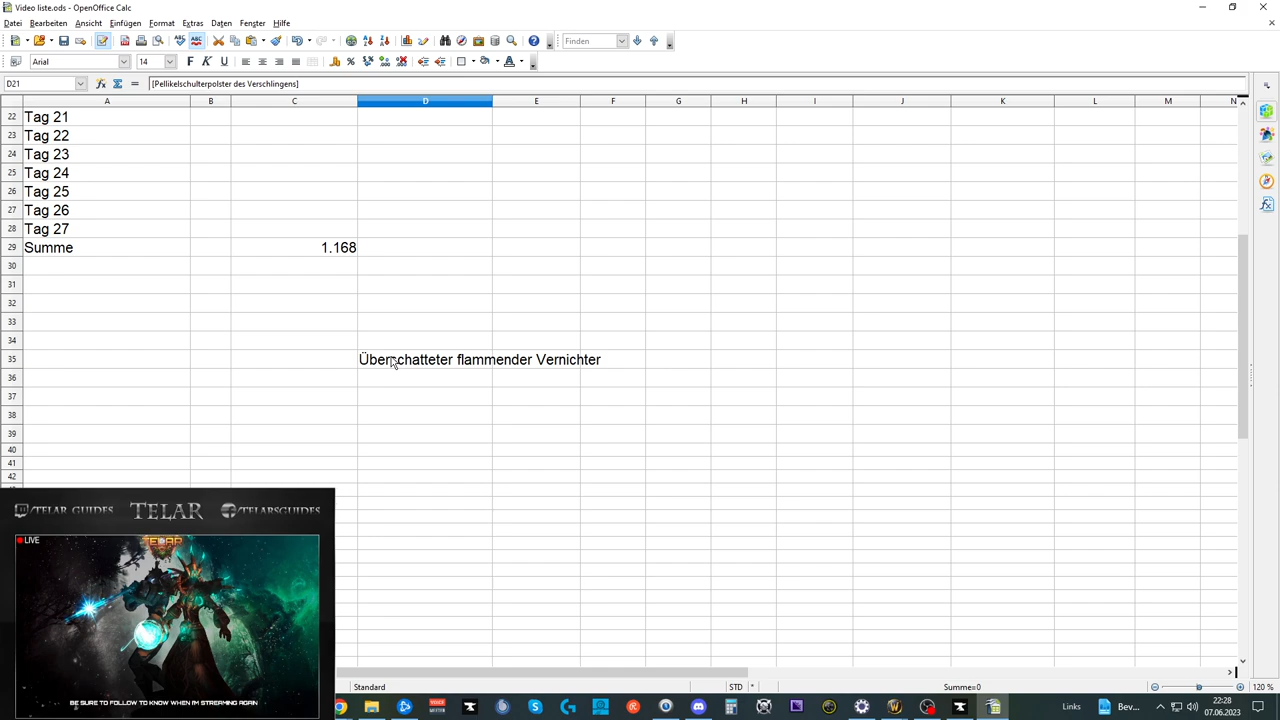 Video liste.ods - OpenOffice Calc
Datei Bearbeiten Ansicht Einfügen Format Extras Daten Fenster Hilfe
Finden
Arial 14 F K U
D21 [Pellikelschulterpolster des Verschlingens]
A B C D E F G H I J K L M N
22 Tag 21
23 Tag 22
24 Tag 23
25 Tag 24
26 Tag 25
27 Tag 26
28 Tag 27
29 Summe 1.168
30
31
32
33
34
35 Überschatteter flammender Vernichter
36
37
38
39
40
41
42
/TELAR GUIDES TELAR /TELARSGUIDES
LIVE
TELAR
BE SURE TO FOLLOW TO KNOW WHEN I'M STREAMING AGAIN
Standard STD * Summe=0 120 %
Links Bev... 22:28
07.06.2023